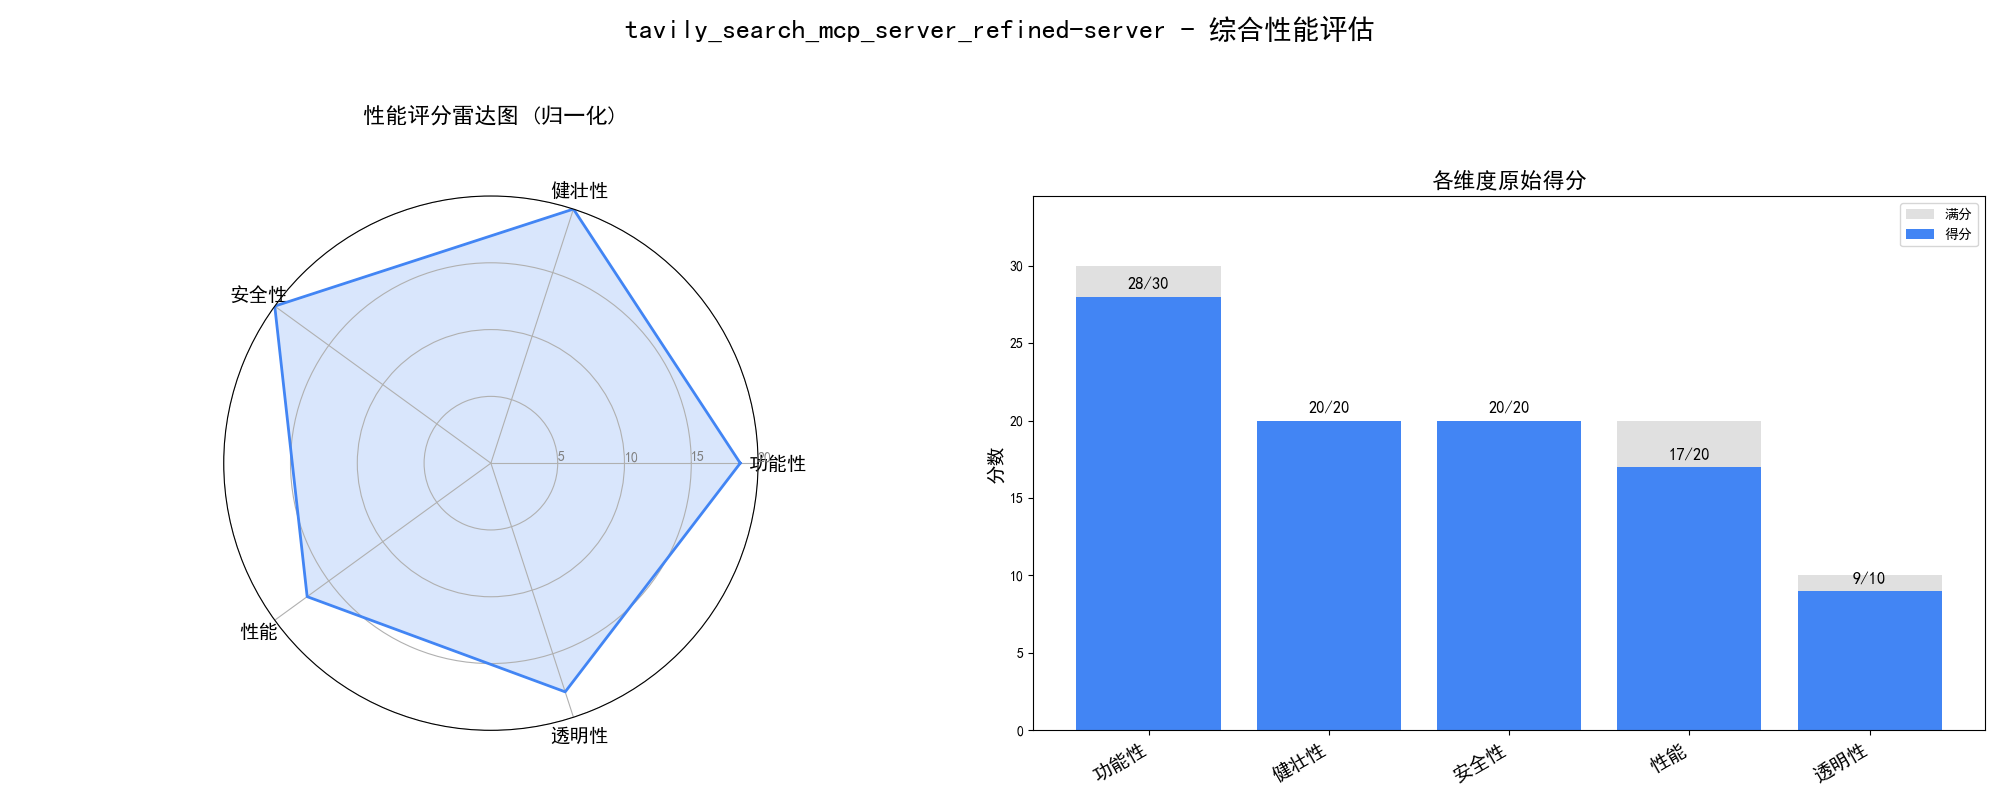 tavily_search_mcp_server_refined-server - 综合性能评估
性能评分雷达图 (归一化)
健壮性
安全性
功能性
性能
透明性
5
10
15
20
各维度原始得分
满分
得分
分数
30
25
20
15
10
5
0
28/30
20/20
20/20
17/20
9/10
功能性
健壮性
安全性
性能
透明性